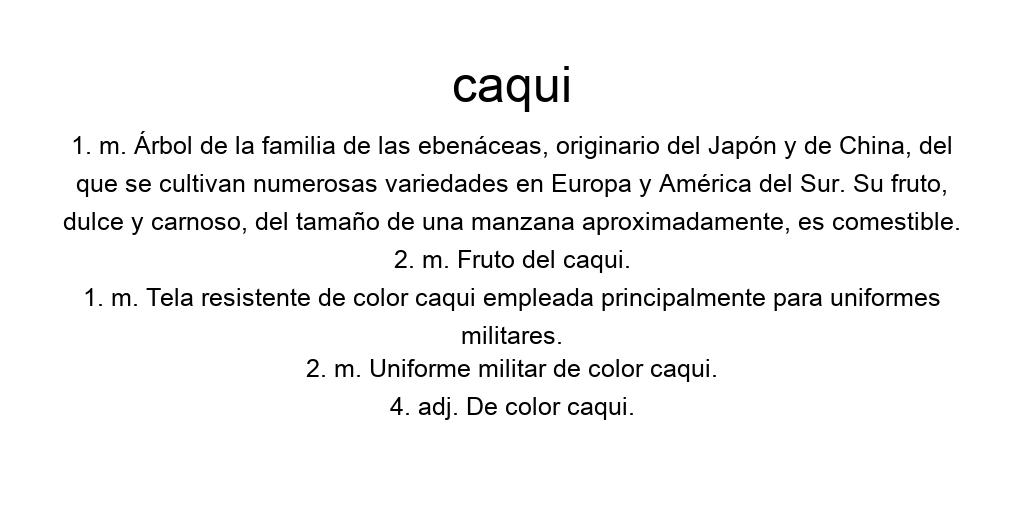 caqui
1. m. Árbol de la familia de las ebenáceas, originario del Japón y de China, del
que se cultivan numerosas variedades en Europa y América del Sur. Su fruto,
dulce y carnoso, del tamaño de una manzana aproximadamente, es comestible.
2. m. Fruto del caqui.
1. m. Tela resistente de color caqui empleada principalmente para uniformes
militares.
2. m. Uniforme militar de color caqui.
4. adj. De color caqui.